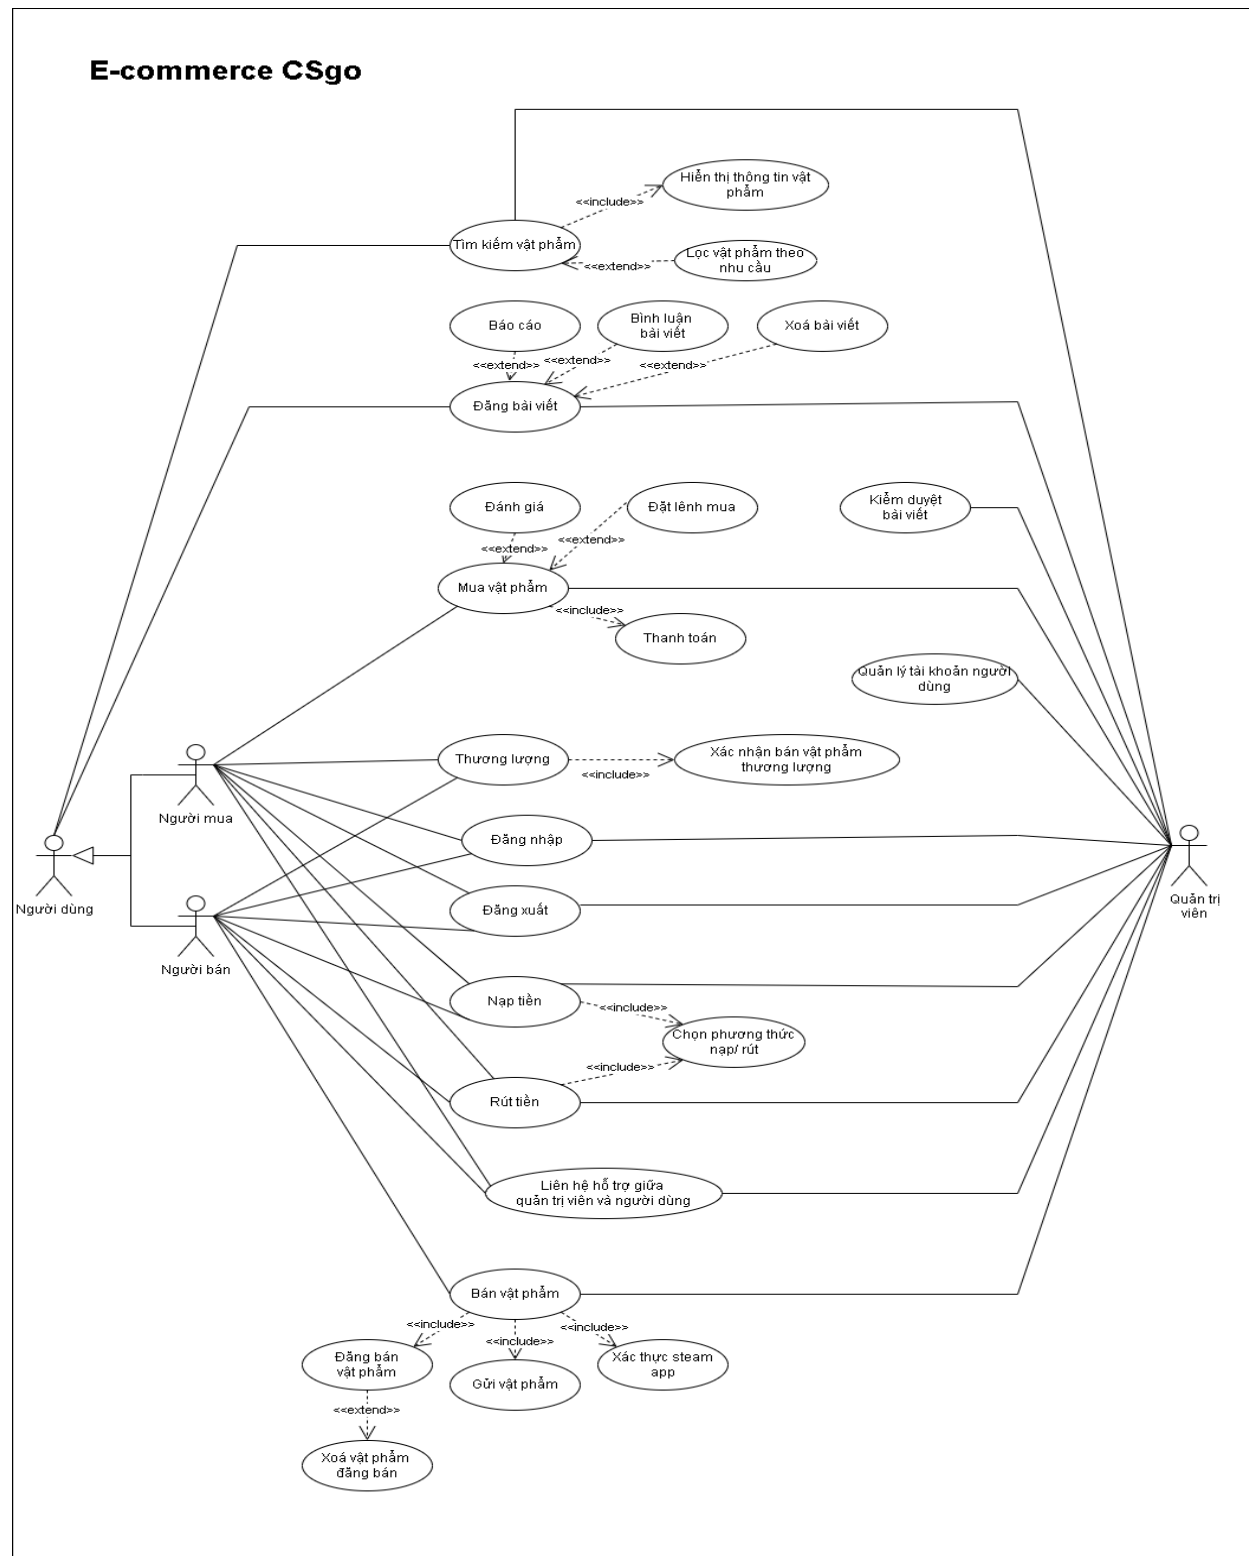 E-commerce CSgo
Hiển thị thông tin vật
phẩm
<<include>>
Tìm kiếm vật phẩm
Lọc vật phẩm theo
nhu cầu
<<extend>>
Báo cáo
Bình luận
bài viết
Xoá bài viết
<<extend>>
<<extend>>
<<extend>>
Đăng bài viết
Đánh giá
Đặt lênh mua
Kiểm duyệt
bài viết
<<extend>>
<<extend>>
Mua vật phẩm
<<include>>
Thanh toán
Quản lý tài khoản người
dùng
Thương lượng
Xác nhận bán vật phẩm
thương lượng
<<include>>
Người mua
Đăng nhập
Người dùng
Đăng xuất
Quản trị
viên
Người bán
Nạp tiền
<<include>>
Chọn phương thức
nạp/ rút
<<include>>
Rút tiền
Liên hệ hỗ trợ giữa
quản trị viên và người dùng
Bán vật phẩm
<<include>>
<<include>>
<<include>>
Đăng bán
vật phẩm
Gửi vật phẩm
Xác thực steam
app
<<extend>>
Xoá vật phẩm
đăng bán